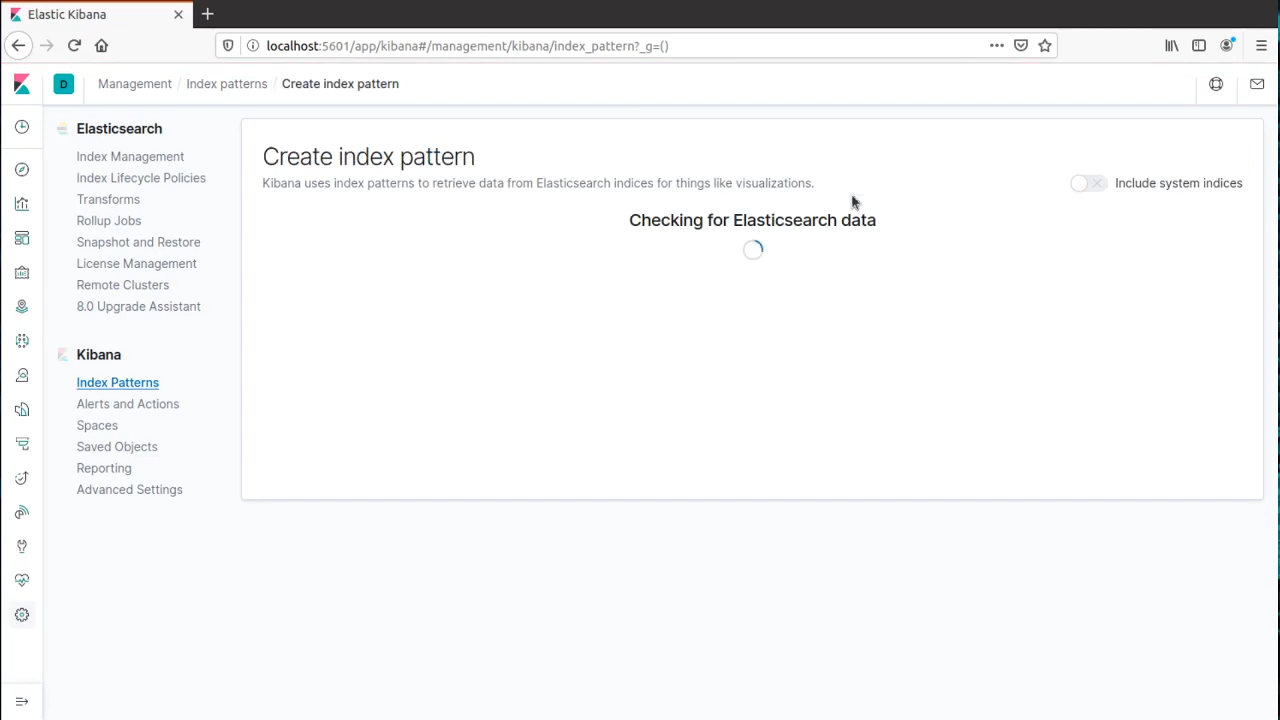 Elastic Kibana
localhost:5601/app/kibana#/management/kibana/index_pattern?_g=()
D
Management / Index patterns / Create index pattern
Elasticsearch
Index Management
Index Lifecycle Policies
Transforms
Rollup Jobs
Snapshot and Restore
License Management
Remote Clusters
8.0 Upgrade Assistant
Kibana
Index Patterns
Alerts and Actions
Spaces
Saved Objects
Reporting
Advanced Settings
Create index pattern
Kibana uses index patterns to retrieve data from Elasticsearch indices for things like visualizations.
Include system indices
Checking for Elasticsearch data